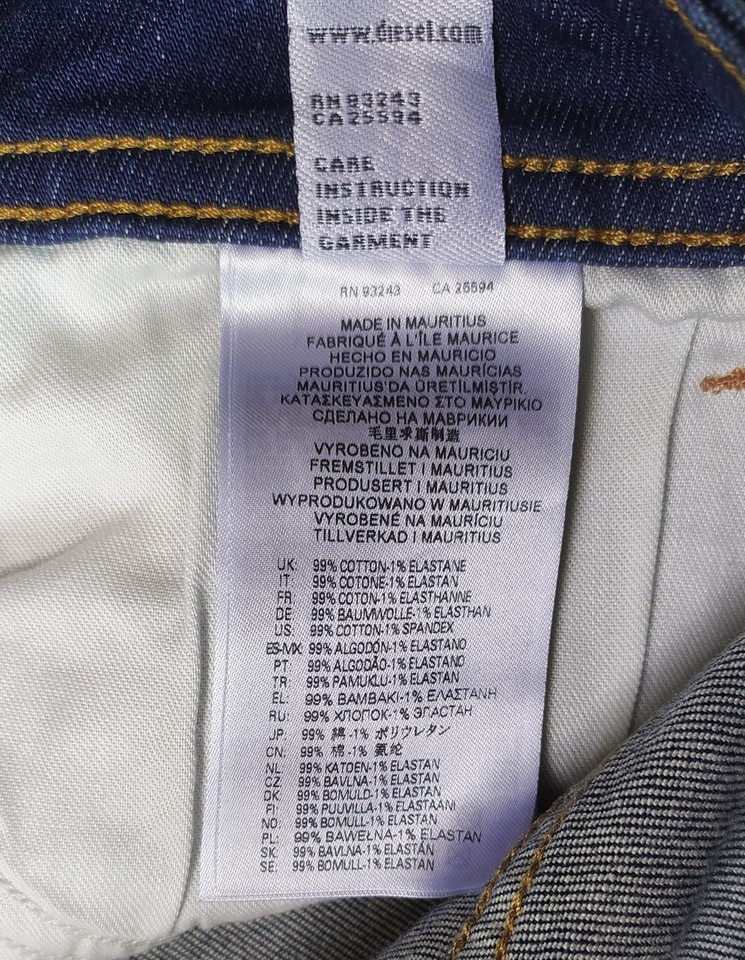 www.diesel.com
RN 93243
CA 25594
CARE
INSTRUCTION
INSIDE THE
GARMENT
RN 93243 CA 25594
MADE IN MAURITIUS
FABRIQUÉ À L'ÎLE MAURICE
HECHO EN MAURICIO
PRODUZIDO NAS MAURÍCIAS
MAURITIUS'DA ÜRETİLMİŞTİR.
ΚΑΤΑΣΚΕΥΑΣΜΕΝΟ ΣΤΟ ΜΑΥΡΙΚΙΟ
СДЕЛАНО НА МАВРИКИИ
毛里求斯制造
VYROBENO NA MAURICIU
FREMSTILLET I MAURITIUS
PRODUSERT I MAURITIUS
WYPRODUKOWANO W MAURITIUSIE
VYROBENÉ NA MAURÍCIU
TILLVERKAD I MAURITIUS
UK: 99% COTTON-1% ELASTANE
IT: 99% COTONE-1% ELASTAN
FR: 99% COTON-1% ELASTHANNE
DE: 99% BAUMWOLLE-1% ELASTHAN
US: 99% COTTON-1% SPANDEX
ES-MX: 99% ALGODÓN-1% ELASTANO
PT: 99% ALGODÃO-1% ELASTANO
TR: 99% PAMUKLU-1% ELASTAN
EL: 99% ΒΑΜΒΑΚΙ-1% ΕΛΑΣΤΑΝΗ
RU: 99% ХЛОПОК-1% ЭЛАСТАН
JP: 99% 綿 -1% ポリウレタン
CN: 99% 棉 -1% 氨纶
NL: 99% KATOEN-1% ELASTAN
CZ: 99% BAVLNA-1% ELASTAN
DK: 99% BOMULD-1% ELASTAN
FI: 99% PUUVILLA-1% ELASTAANI
NO: 99% BOMULL-1% ELASTAN
PL: 99% BAWEŁNA-1% ELASTAN
SK: 99% BAVLNA-1% ELASTÁN
SE: 99% BOMULL-1% ELASTAN